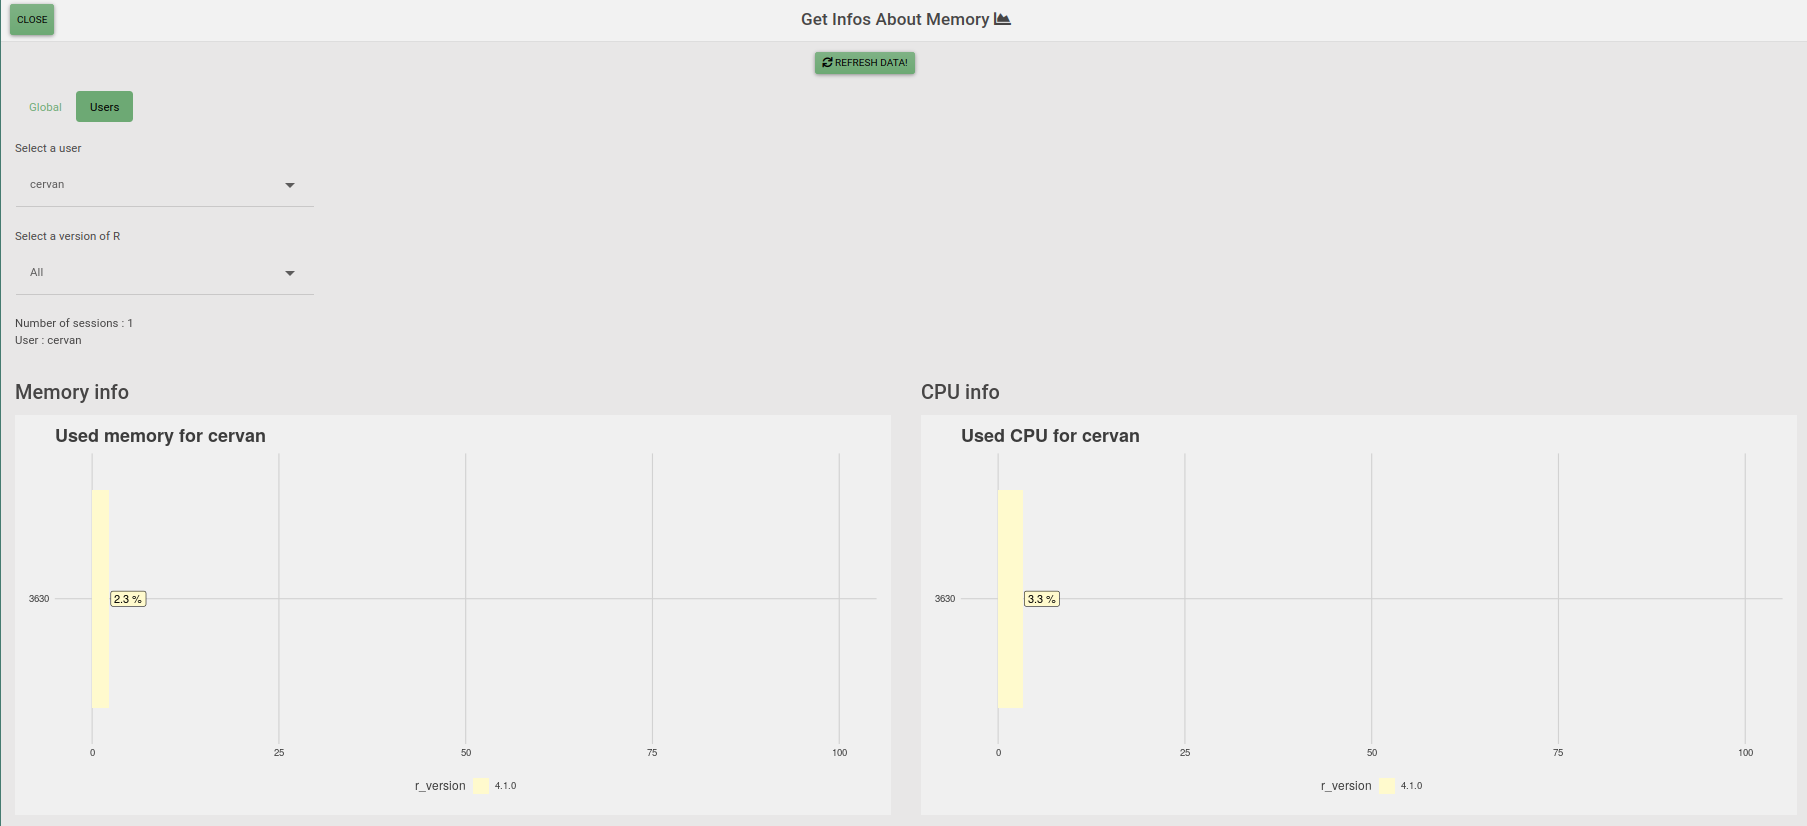 CLOSE
Get Infos About Memory
REFRESH DATA!
Global
Users
Select a user
cervan
Select a version of R
All
Number of sessions : 1
User : cervan
Memory info
Used memory for cervan
3630
2.3 %
0 25 50 75 100
r_version 4.1.0
CPU info
Used CPU for cervan
3630
3.3 %
0 25 50 75 100
r_version 4.1.0